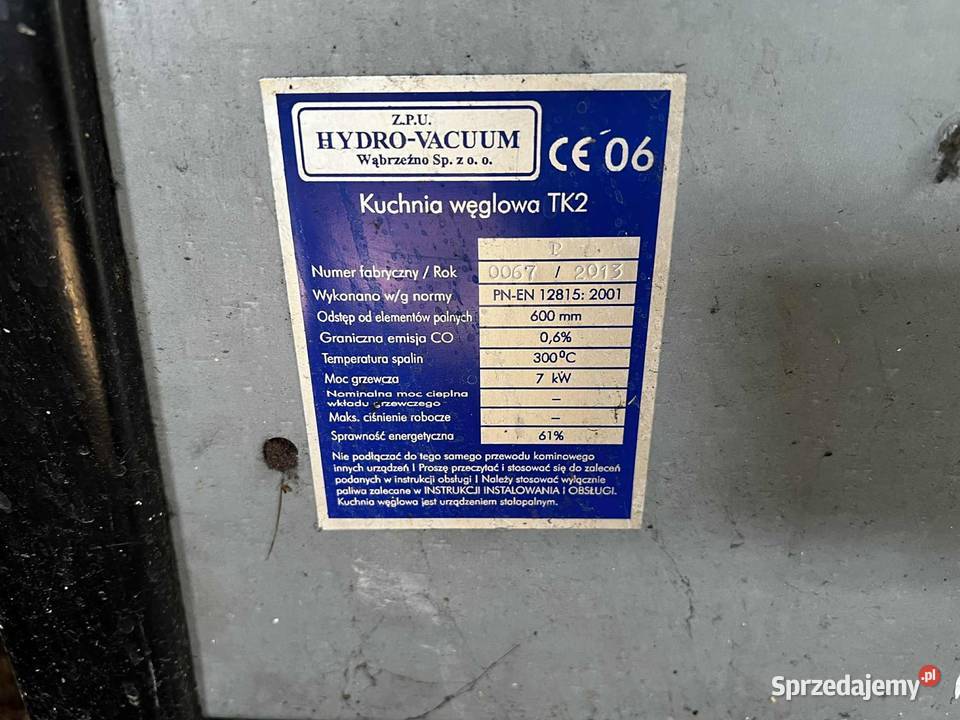 Z.P.U.
HYDRO-VACUUM
Wąbrzeźno Sp. z o. o.
CE 06
Kuchnia węglowa TK2
Numer fabryczny / Rok 0067 / 2013
Wykonano w/g normy PN-EN 12815: 2001
Odstęp od elementów palnych 600 mm
Graniczna emisja CO 0,6%
Temperatura spalin 300⁰C
Moc grzewcza 7 kW
Nominalna moc cieplna
wkładu grzewczego –
Maks. ciśnienie robocze –
Sprawność energetyczna 61%
Nie podłączać do tego samego przewodu kominowego
innych urządzeń ! Proszę przeczytać i stosować się do zaleceń
podanych w instrukcji obsługi ! Należy stosować wyłącznie
paliwa zalecane w INSTRUKCJI INSTALOWANIA I OBSŁUGI.
Kuchnia węglowa jest urządzeniem stałopalnym.
Sprzedajemy.pl